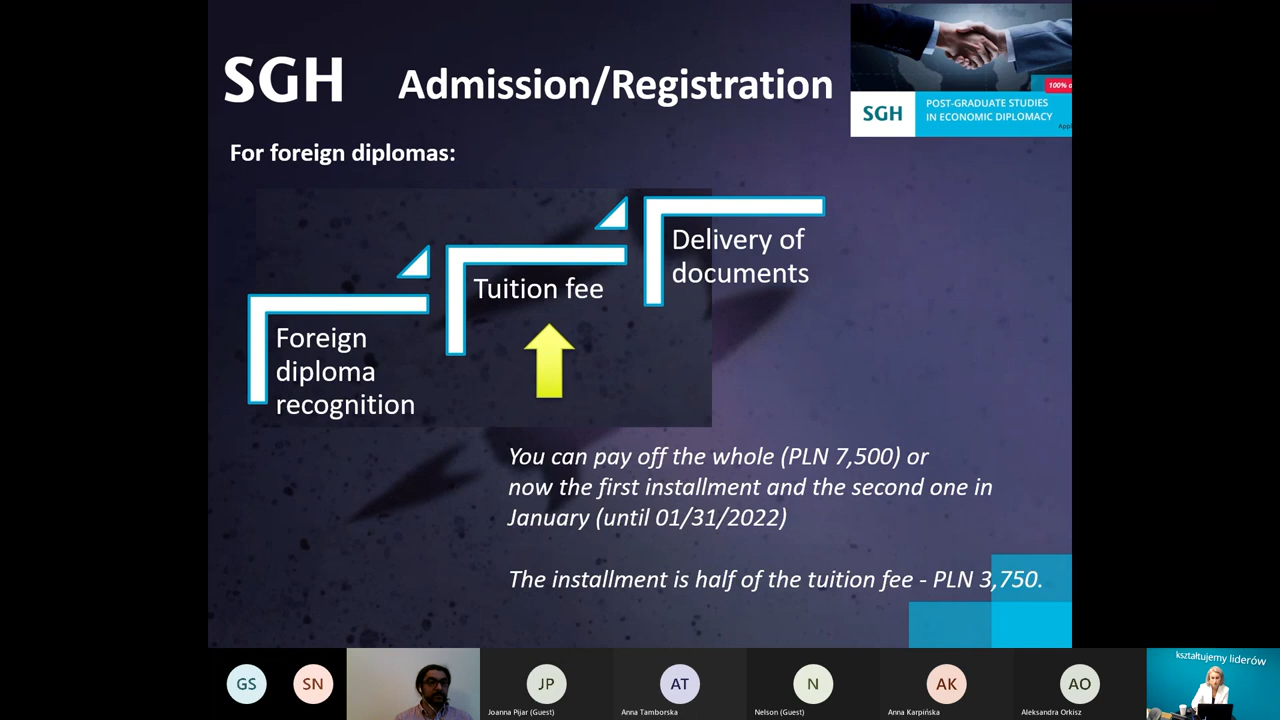 SGH
Admission/Registration
100% o
SGH
POST-GRADUATE STUDIES
IN ECONOMIC DIPLOMACY
Appl
For foreign diplomas:
Delivery of
documents
Tuition fee
Foreign
diploma
recognition
You can pay off the whole (PLN 7,500) or
now the first installment and the second one in
January (until 01/31/2022)
The installment is half of the tuition fee - PLN 3,750.
GS
SN
JP
Joanna Pijar (Guest)
AT
Anna Tamborska
N
Nelson (Guest)
AK
Anna Karpińska
AO
Aleksandra Orkisz
kształtujemy liderów